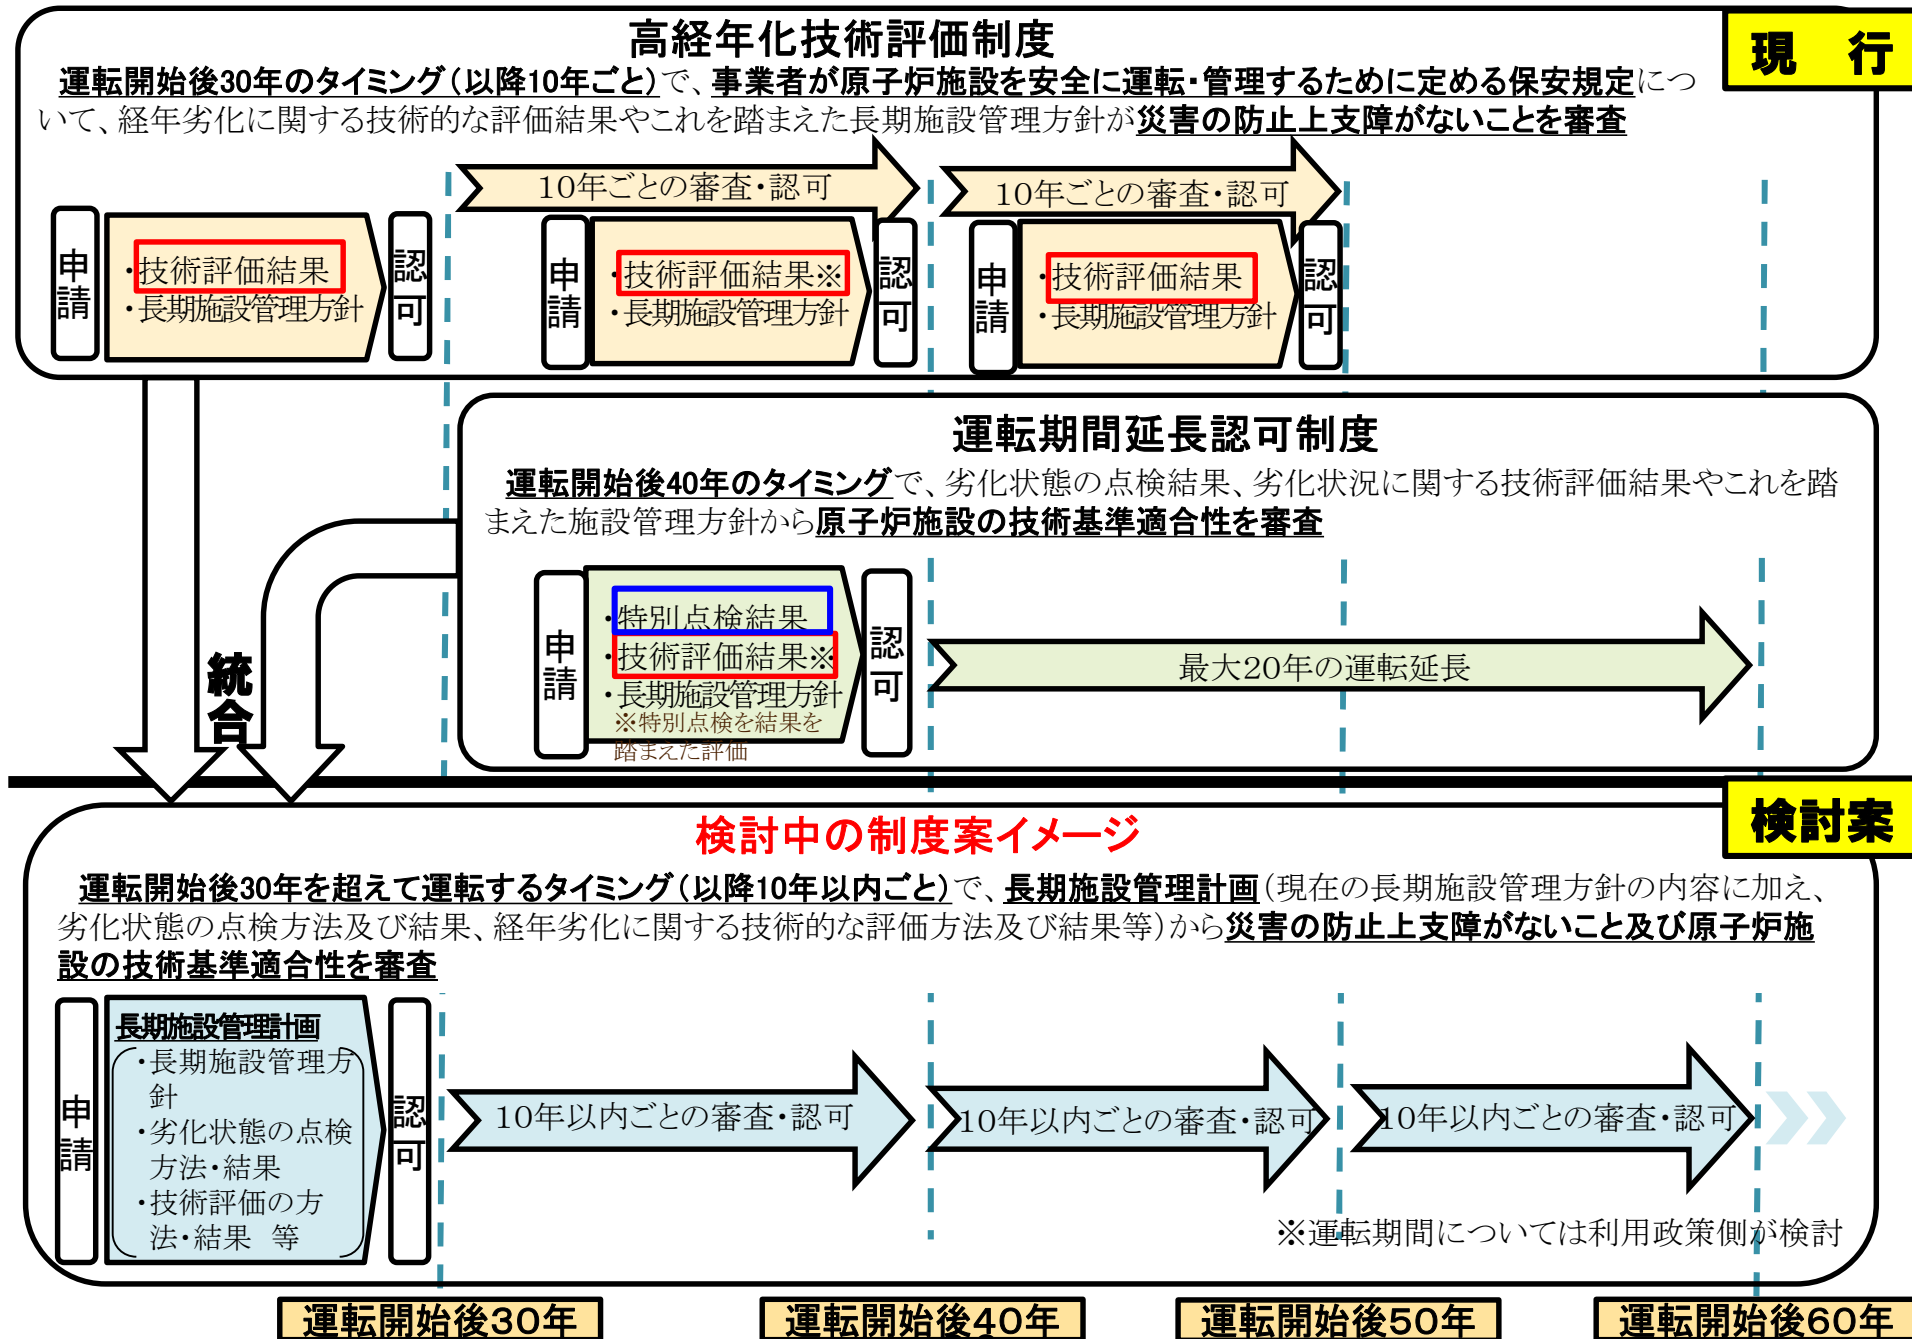 高経年化技術評価制度
現　行
運転開始後30年のタイミング（以降10年ごと）で、事業者が原子炉施設を安全に運転・管理するために定める保安規定につ
いて、経年劣化に関する技術的な評価結果やこれを踏まえた長期施設管理方針が災害の防止上支障がないことを審査
10年ごとの審査・認可
10年ごとの審査・認可
申請
・技術評価結果
・長期施設管理方針
認可
申請
・技術評価結果※
・長期施設管理方針
認可
申請
・技術評価結果
・長期施設管理方針
認可
運転期間延長認可制度
運転開始後40年のタイミングで、劣化状態の点検結果、劣化状況に関する技術評価結果やこれを踏
まえた施設管理方針から原子炉施設の技術基準適合性を審査
申請
・特別点検結果
・技術評価結果※
・長期施設管理方針
※特別点検を結果を
踏まえた評価
認可
最大20年の運転延長
統合
検討案
検討中の制度案イメージ
運転開始後30年を超えて運転するタイミング（以降10年以内ごと）で、長期施設管理計画（現在の長期施設管理方針の内容に加え、
劣化状態の点検方法及び結果、経年劣化に関する技術的な評価方法及び結果等）から災害の防止上支障がないこと及び原子炉施
設の技術基準適合性を審査
申請
長期施設管理計画
・長期施設管理方
針
・劣化状態の点検
方法・結果
・技術評価の方
法・結果　等
認可
10年以内ごとの審査・認可
10年以内ごとの審査・認可
10年以内ごとの審査・認可
※運転期間については利用政策側が検討
運転開始後30年
運転開始後40年
運転開始後50年
運転開始後60年